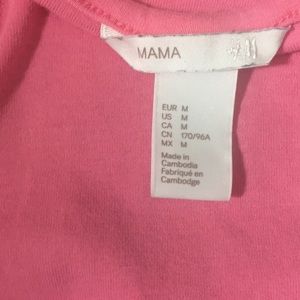 MAMA
EUR M
US M
CA M
CN 170/96A
MX M
Made in
Cambodia
Fabriqué en
Cambodge